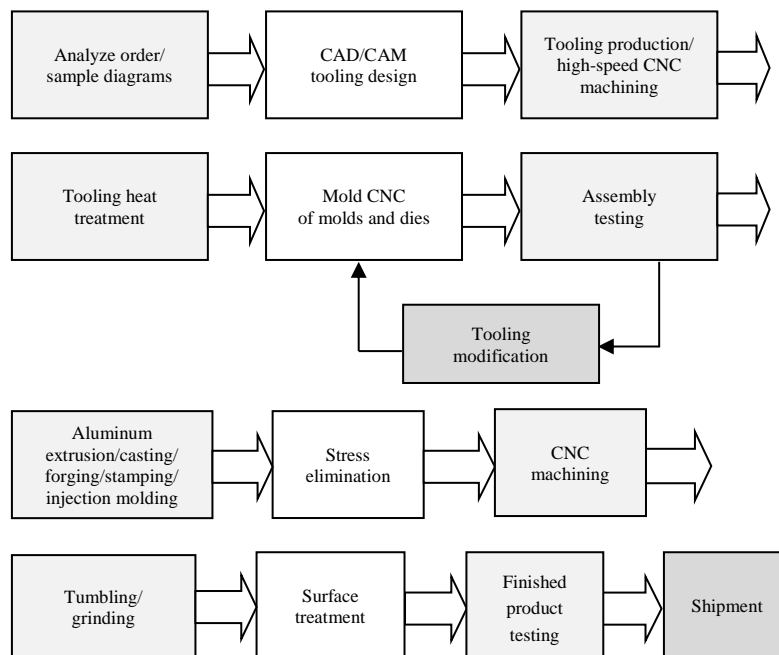 Analyze order/
sample diagrams
CAD/CAM
tooling design
Tooling production/
high-speed CNC
machining
Tooling heat
treatment
Mold CNC
of molds and dies
Assembly
testing
Tooling
modification
Aluminum
extrusion/casting/
forging/stamping/
injection molding
Stress
elimination
CNC
machining
Tumbling/
grinding
Surface
treatment
Finished
product
testing
Shipment